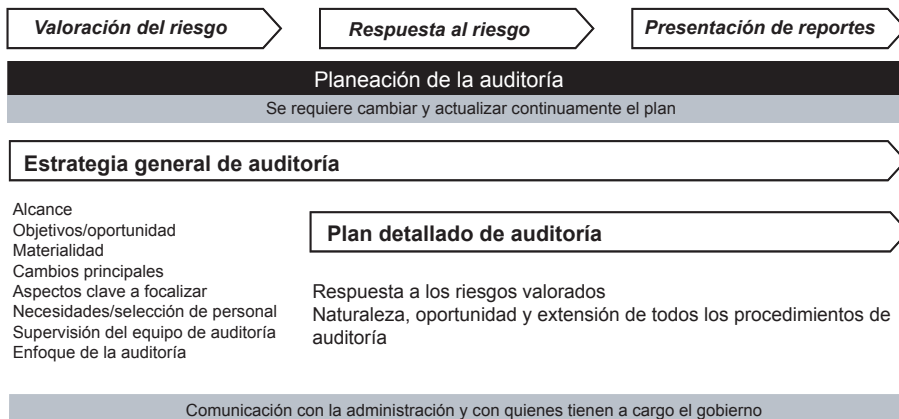 Valoración del riesgo
Respuesta al riesgo
Presentación de reportes
Planeación de la auditoría
Se requiere cambiar y actualizar continuamente el plan
Estrategia general de auditoría
Alcance
Objetivos/oportunidad
Materialidad
Cambios principales
Aspectos clave a focalizar
Necesidades/selección de personal
Supervisión del equipo de auditoría
Enfoque de la auditoría
Plan detallado de auditoría
Respuesta a los riesgos valorados
Naturaleza, oportunidad y extensión de todos los procedimientos de
auditoría
Comunicación con la administración y con quienes tienen a cargo el gobierno